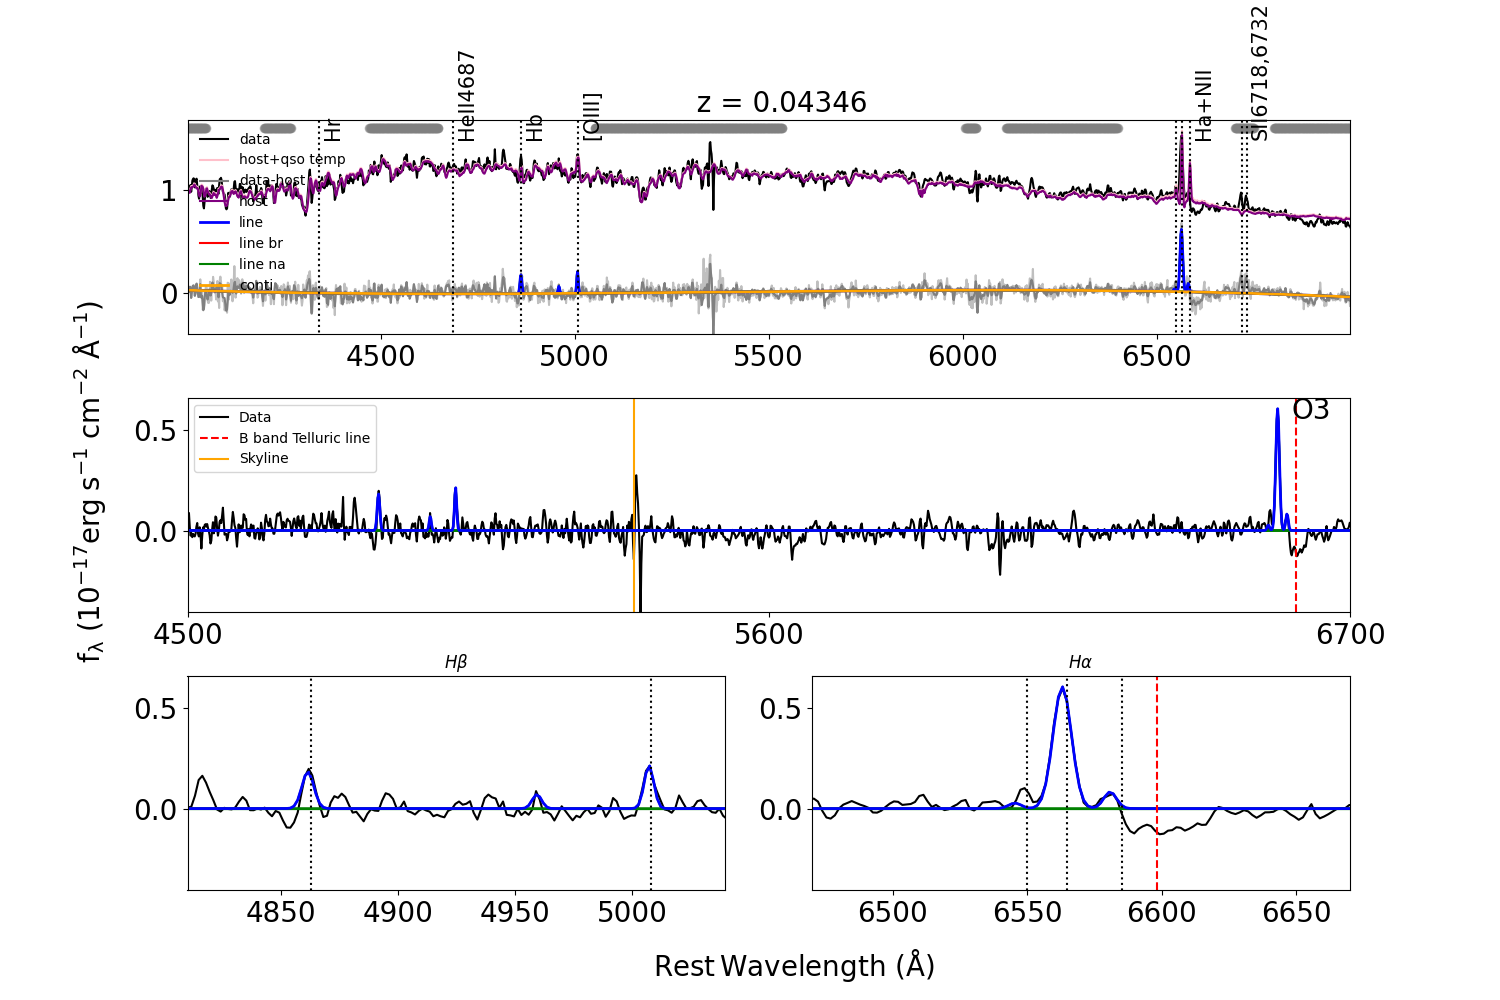 z = 0.04346
Hr
HeII4687
Hb
[OIII]
Ha+NII
SII6718,6732
data
host+qso temp
data-host
host
line
line br
line na
conti
1
0
4500 5000 5500 6000 6500
Data
B band Telluric line
Skyline
O3
0.5
0.0
4500 5600 6700
fλ (10⁻¹⁷erg s⁻¹ cm⁻² Å⁻¹)
Hβ
0.5
0.0
4850 4900 4950 5000
Hα
0.5
0.0
6500 6550 6600 6650
Rest Wavelength (Å)